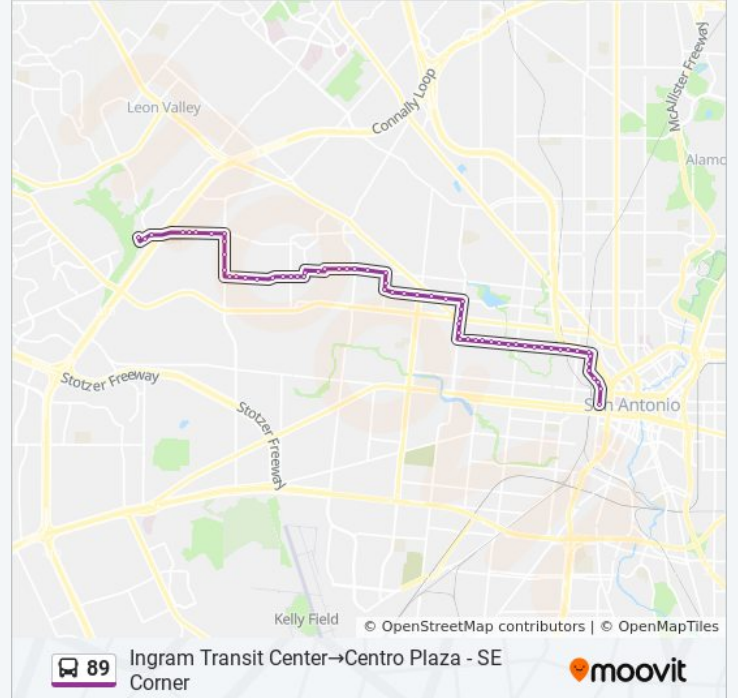 McAllister Freeway
Connally Loop
Leon Valley
Alamo
Stotzer Freeway
Stotzer Freeway
San Antonio
Kelly Field
© OpenStreetMap contributors | © OpenMapTiles
89
Ingram Transit Center→Centro Plaza - SE
Corner
moovit